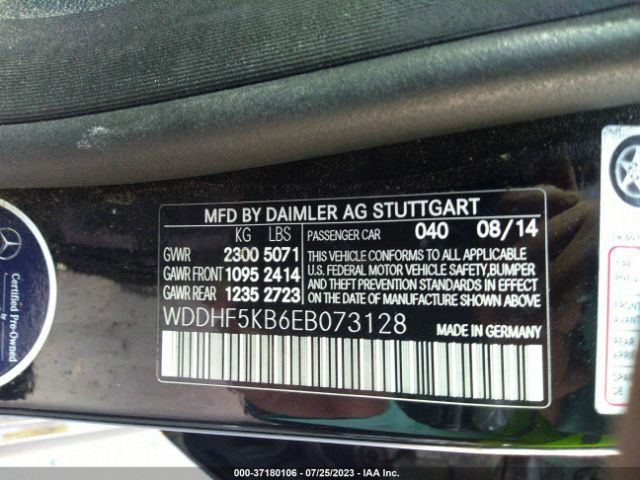 MFD BY DAIMLER AG STUTTGART
KG LBS
GVWR 2300 5071
GAWR FRONT 1095 2414
GAWR REAR 1235 2723
PASSENGER CAR 040 08/14
THIS VEHICLE CONFORMS TO ALL APPLICABLE
U.S. FEDERAL MOTOR VEHICLE SAFETY, BUMPER
AND THEFT PREVENTION STANDARDS IN EFFECT
ON THE DATE OF MANUFACTURE SHOWN ABOVE.
WDDHF5KB6EB073128
MADE IN GERMANY
Certified Pre-Owned
by
000-37180106 - 07/25/2023 - IAA Inc.